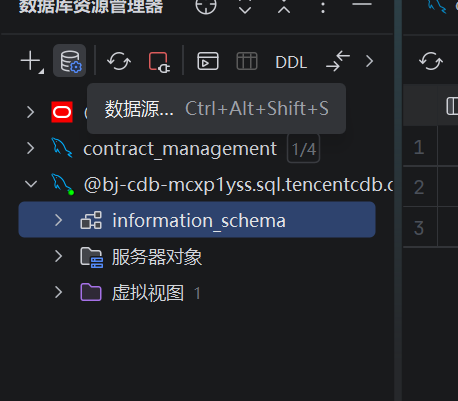 数据库资源管理器
DDL
数据源... Ctrl+Alt+Shift+S
contract_management 1/4
@bj-cdb-mcxp1yss.sql.tencentcdb.c
information_schema
服务器对象
虚拟视图 1
1
2
3